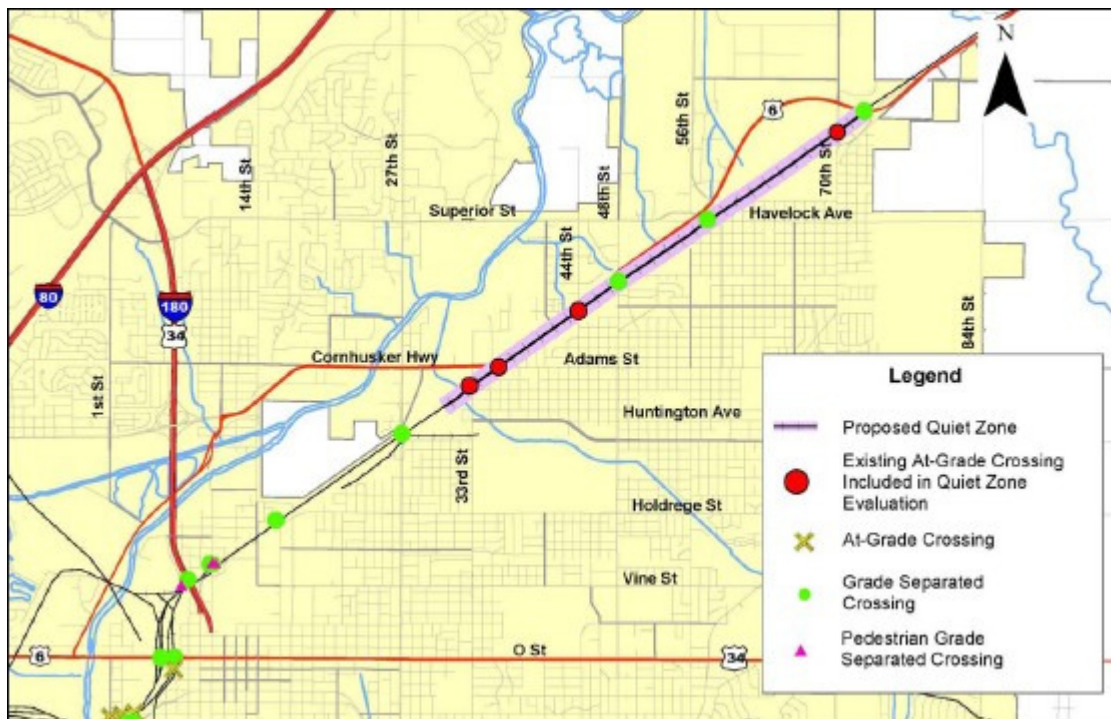 N
6
56th St
70th St
27th St
14th St
48th St
Superior St
Havelock Ave
44th St
80
180
34
84th St
Cornhusker Hwy
Adams St
1st St
Huntington Ave
33rd St
Holdrege St
Vine St
6
O St
34
Legend
Proposed Quiet Zone
Existing At-Grade Crossing
Included in Quiet Zone
Evaluation
At-Grade Crossing
Grade Separated
Crossing
Pedestrian Grade
Separated Crossing